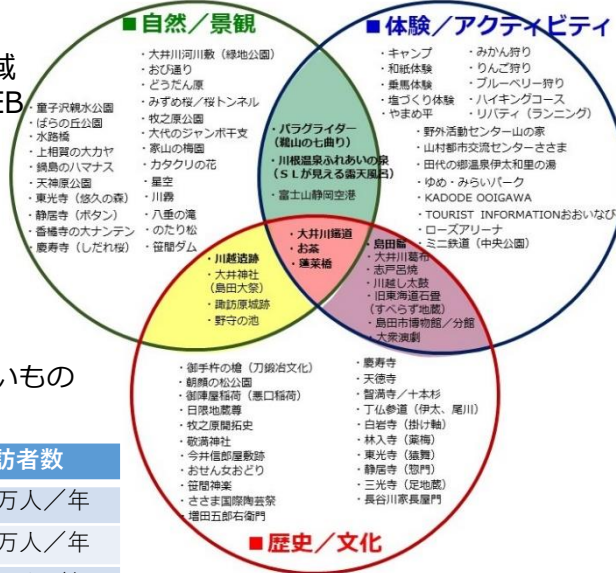 ■自然／景観
■体験／アクティビティ
域
EB
・童子沢親水公園
・ばらの丘公園
・水路橋
・上相賀の大カヤ
・鍋島のハマナス
・天神原公園
・東光寺（悠久の森）
・静居寺（ボタン）
・香橘寺の大ナンテン
・慶寿寺（しだれ桜）
・大井川河川敷（緑地公園）
・おび通り
・どうだん原
・みずめ桜／桜トンネル
・牧之原公園
・大代のジャンボ干支
・家山の梅園
・カタクリの花
・星空
・川霧
・八垂の滝
・のたり松
・笹間ダム
・パラグライダー
（鵜山の七曲り）
・川根温泉ふれあいの泉
（ＳＬが見える露天風呂）
・富士山静岡空港
・キャンプ
・和紙体験
・乗馬体験
・塩づくり体験
・やまめ平
・みかん狩り
・りんご狩り
・ブルーベリー狩り
・ハイキングコース
・リバティ（ランニング）
・野外活動センター山の家
・山村都市交流センターささま
・田代の郷温泉伊太和里の湯
・ゆめ・みらいパーク
・KADODE OOIGAWA
・TOURIST INFORMATIONおおいなび
・ローズアリーナ
・ミニ鉄道（中央公園）
・大井川鐵道
・お茶
・蓬莱橋
・川越遺跡
・大井神社
（島田大祭）
・諏訪原城跡
・野守の池
・島田髷
・大井川葛布
・志戸呂焼
・川越し太鼓
・旧東海道石畳
（すべらず地蔵）
・島田市博物館／分館
・大衆演劇
・御手杵の槍（刀鍛冶文化）
・朝顔の松公園
・御陣屋稲荷（悪口稲荷）
・日限地蔵尊
・牧之原開拓史
・敬満神社
・今井信郎屋敷跡
・おせん女おどり
・笹間神楽
・ささま国際陶芸祭
・増田五郎右衛門
・慶寿寺
・天徳寺
・智満寺／十本杉
・丁仏参道（伊太、尾川）
・白岩寺（掛け軸）
・林入寺（薬梅）
・東光寺（猿舞）
・静居寺（惣門）
・三光寺（足地蔵）
・長谷川家長屋門
■歴史／文化
いもの
訪者数
万人／年
万人／年